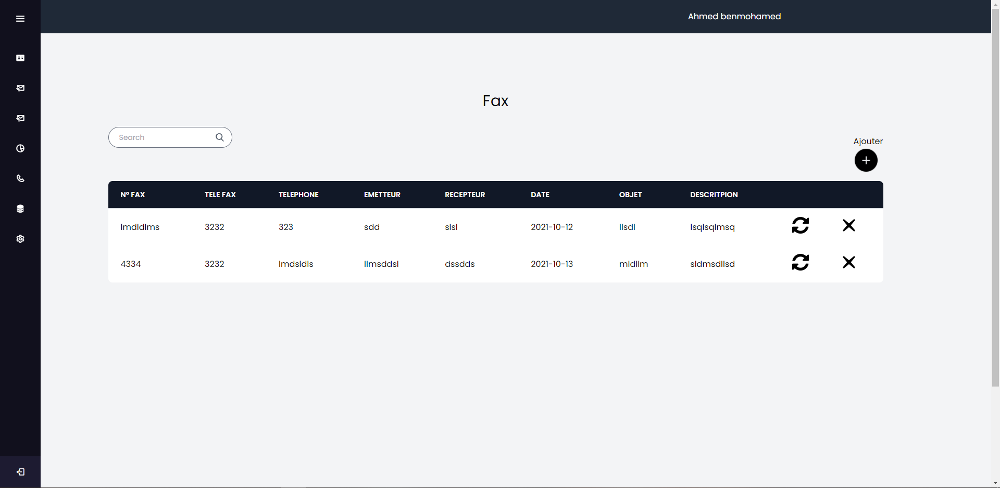 Ahmed benmohamed
Fax
Search
Ajouter
N° FAX TELE FAX TELEPHONE EMETTEUR RECEPTEUR DATE OBJET DESCRITPION
lmdldlms 3232 323 sdd slsl 2021-10-12 llsdl lsqlsqlmsq
4334 3232 lmdsldls llmsddsl dssdds 2021-10-13 mldllm sldmsdllsd